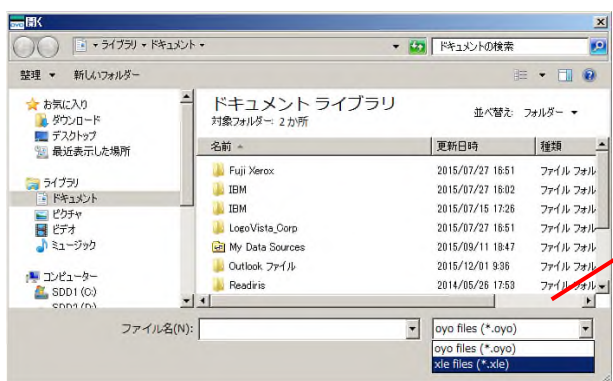 oyo 開K
▸ ライブラリ ▸ ドキュメント ▸
ドキュメントの検索
整理 ▼ 新しいフォルダー
お気に入り
ダウンロード
デスクトップ
最近表示した場所
ライブラリ
ドキュメント
ピクチャ
ビデオ
ミュージック
コンピューター
SDD1 (C:)
SDD1 (D:)
ドキュメント ライブラリ
対象フォルダー: 2 か所
並べ替え: フォルダー ▼
名前 更新日時 種類
Fuji Xerox 2015/07/27 16:51 ファイル フォル
IBM 2015/07/27 16:02 ファイル フォル
IBM 2015/07/15 17:26 ファイル フォル
LogoVista_Corp 2015/07/27 16:51 ファイル フォル
My Data Sources 2015/09/11 18:47 ファイル フォル
Outlook ファイル 2015/12/01 9:36 ファイル フォル
Readiris 2014/05/26 17:53 ファイル フォル
ファイル名(N): oyo files (*.oyo)
oyo files (*.oyo)
xle files (*.xle)